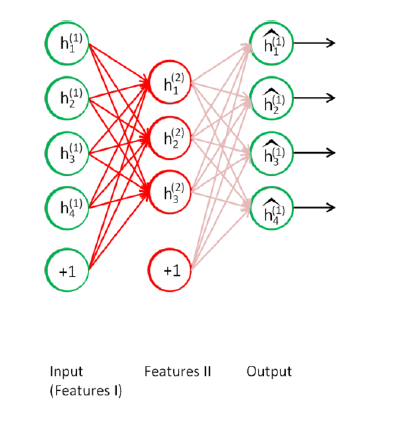 h₁⁽¹⁾ h₁⁽²⁾ ĥ₁⁽¹⁾
h₂⁽¹⁾ h₂⁽²⁾ ĥ₂⁽¹⁾
h₃⁽¹⁾ h₃⁽²⁾ ĥ₃⁽¹⁾
h₄⁽¹⁾ ĥ₄⁽¹⁾
+1 +1
Input Features II Output
(Features I)